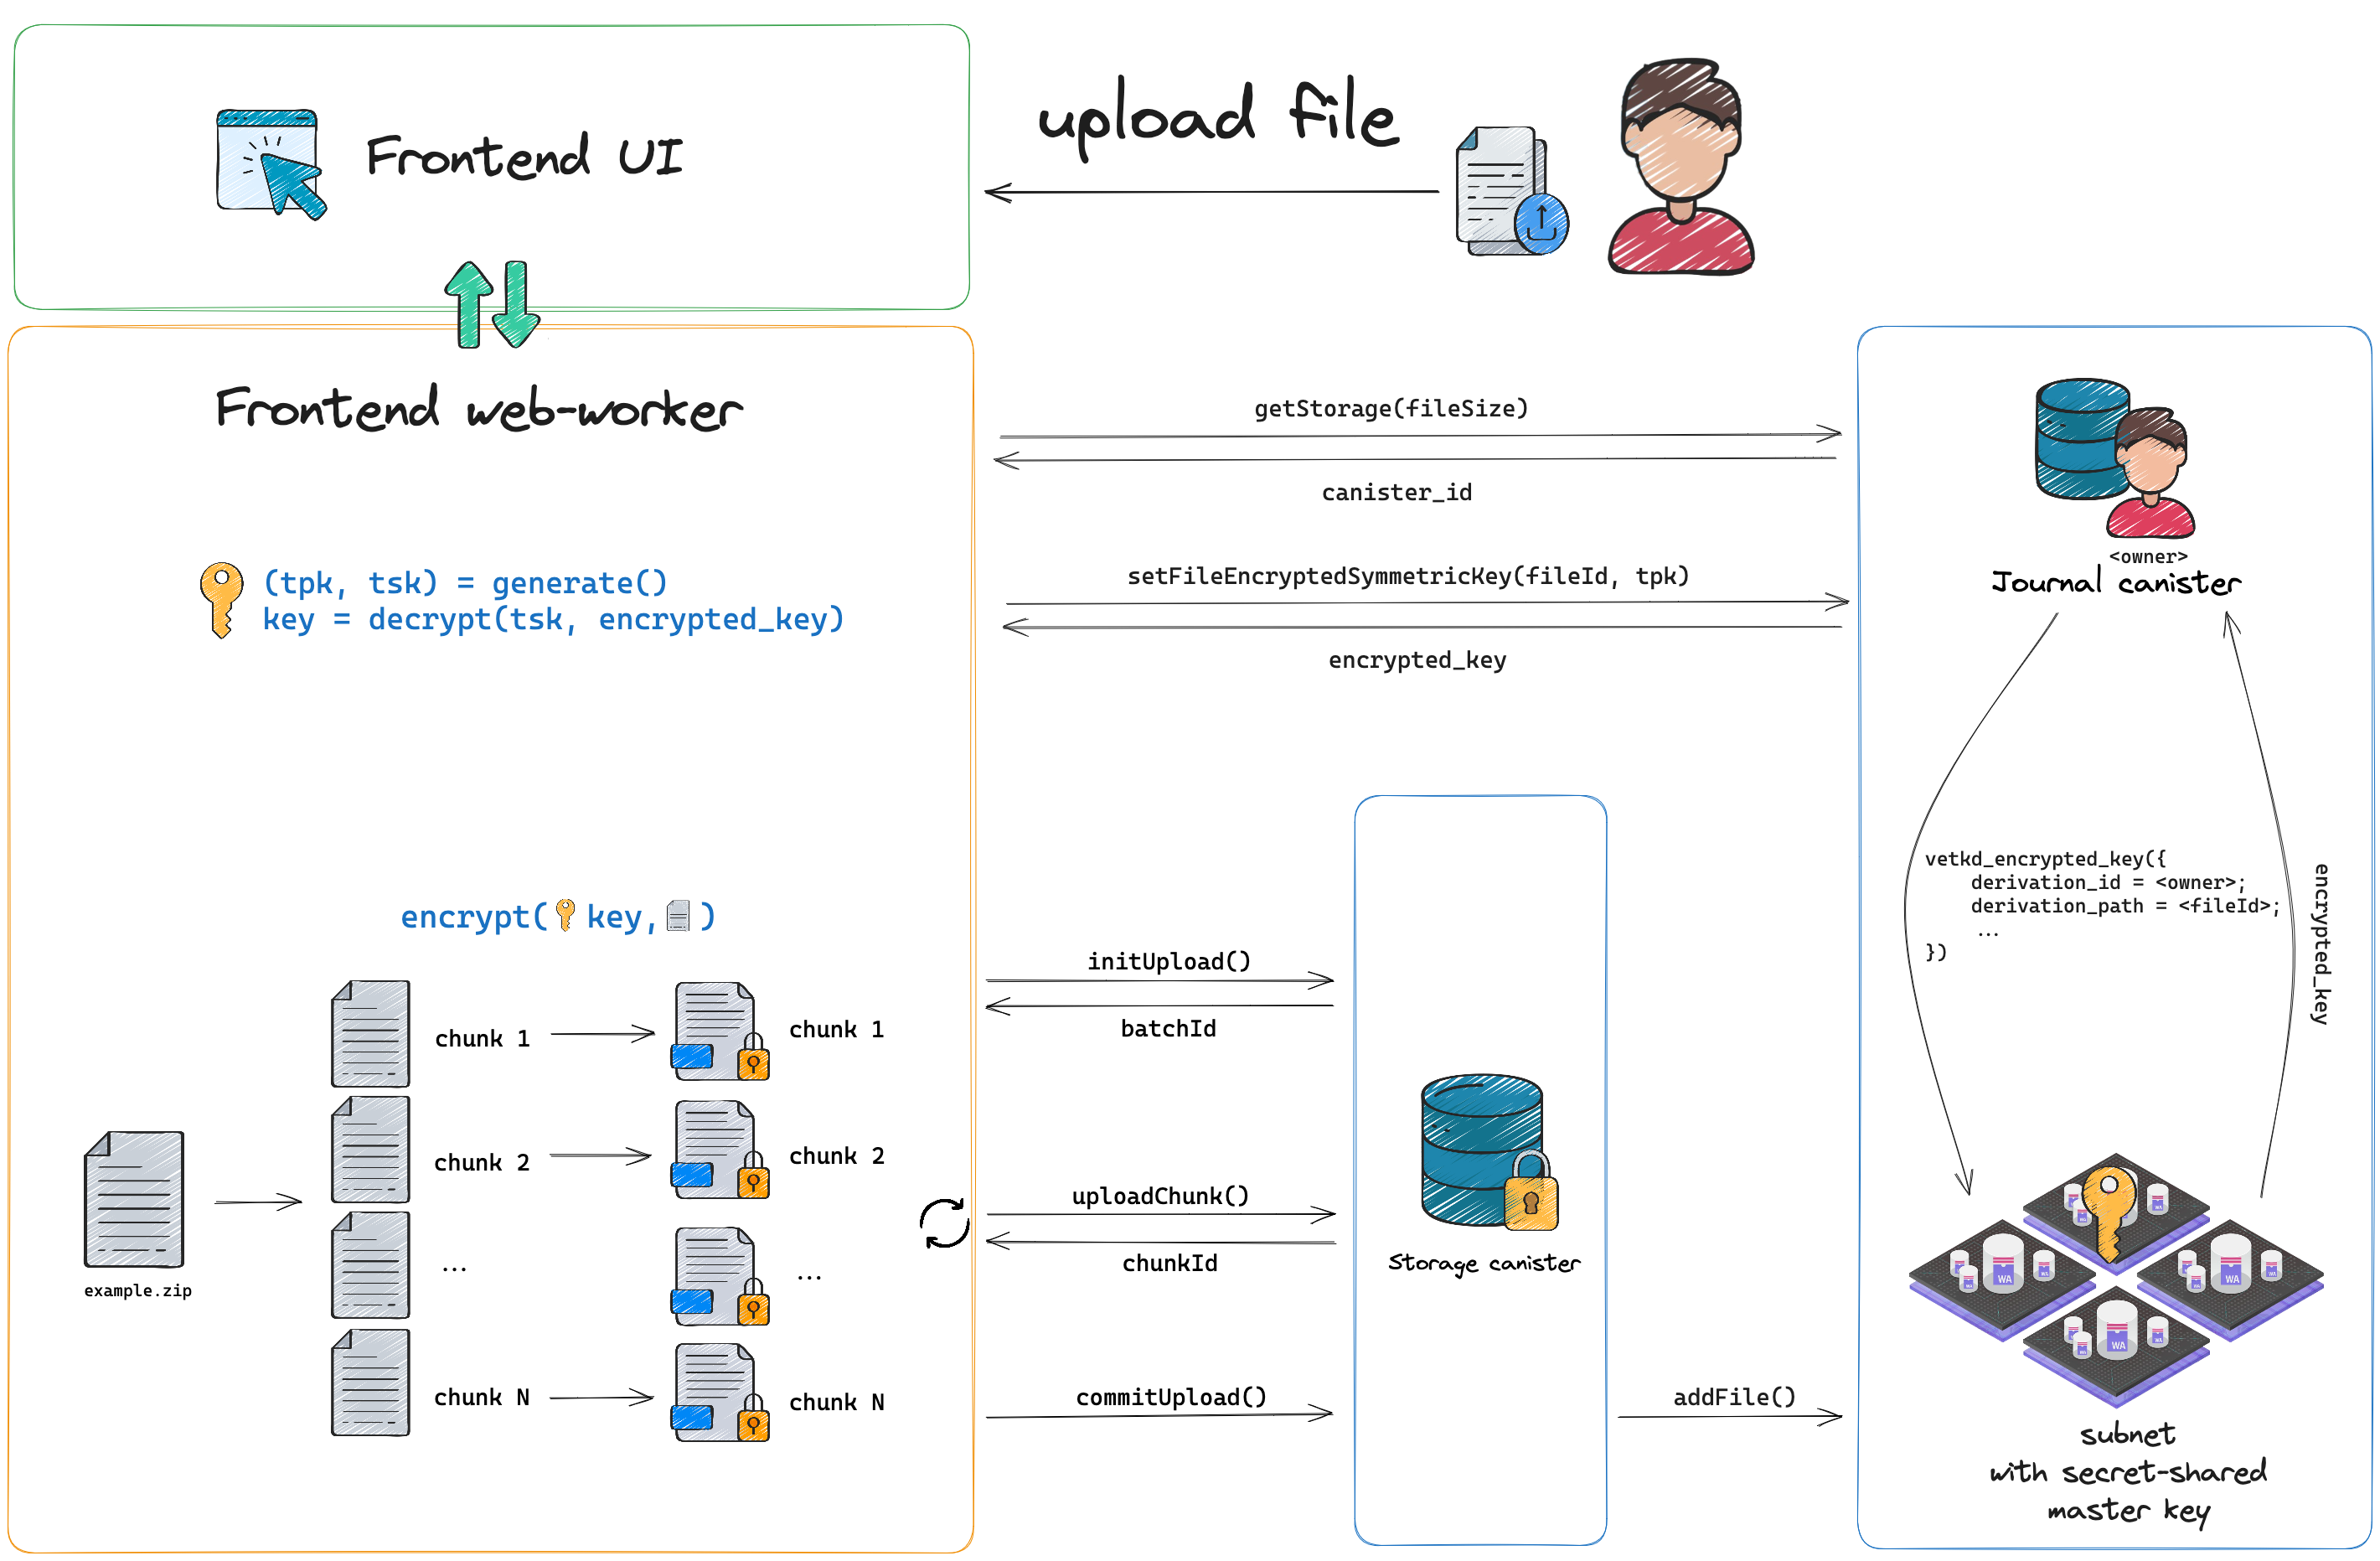 Frontend UI
upload file
Frontend web-worker
getStorage(fileSize)
canister_id
<owner>
Journal canister
(tpk, tsk) = generate()
key = decrypt(tsk, encrypted_key)
setFileEncryptedSymmetricKey(fileId, tpk)
encrypted_key
vetkd_encrypted_key({
derivation_id = <owner>;
derivation_path = <fileId>;
...
})
encrypted_key
encrypt( key, )
initUpload()
batchId
chunk 1
chunk 1
chunk 2
chunk 2
...
...
chunk N
chunk N
example.zip
uploadChunk()
chunkId
Storage canister
commitUpload()
addFile()
WA
WA
WA
subnet
with secret-shared
master key